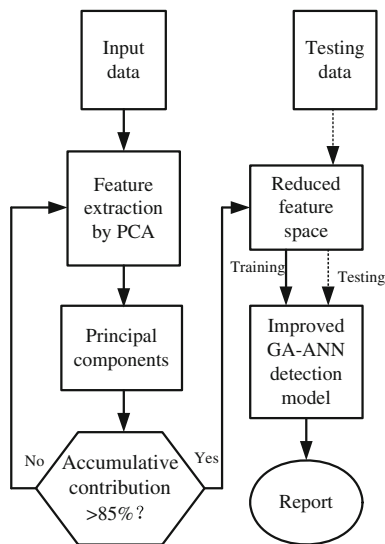 Input
data
Feature
extraction
by PCA
Principal
components
Accumulative
contribution
>85%?
No
Yes
Testing
data
Reduced
feature
space
Training
Testing
Improved
GA-ANN
detection
model
Report